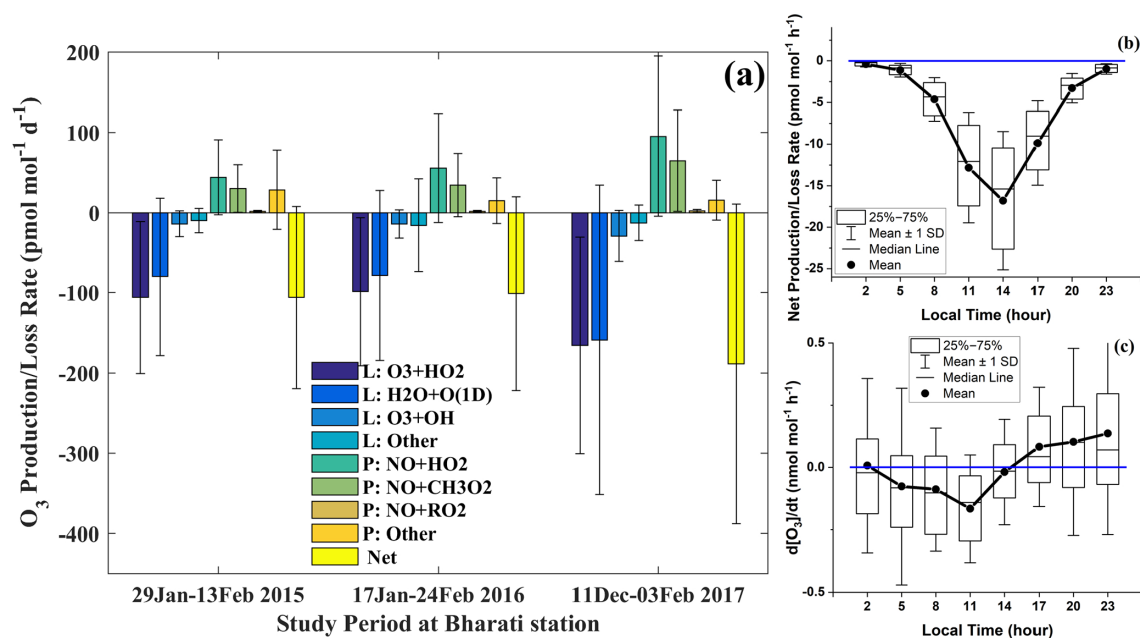 (a)
O3 Production/Loss Rate (pmol mol-1 d-1)
200
100
0
-100
-200
-300
-400
L: O3+HO2
L: H2O+O(1D)
L: O3+OH
L: Other
P: NO+HO2
P: NO+CH3O2
P: NO+RO2
P: Other
Net
29Jan-13Feb 2015
17Jan-24Feb 2016
11Dec-03Feb 2017
Study Period at Bharati station
(b)
Net Production/Loss Rate (pmol mol-1 h-1)
0
-5
-10
-15
-20
-25
25%−75%
Mean ± 1 SD
Median Line
Mean
2 5 8 11 14 17 20 23
Local Time (hour)
(c)
d[O3]/dt (nmol mol-1 h-1)
0.5
0.0
-0.5
25%−75%
Mean ± 1 SD
Median Line
Mean
2 5 8 11 14 17 20 23
Local Time (hour)